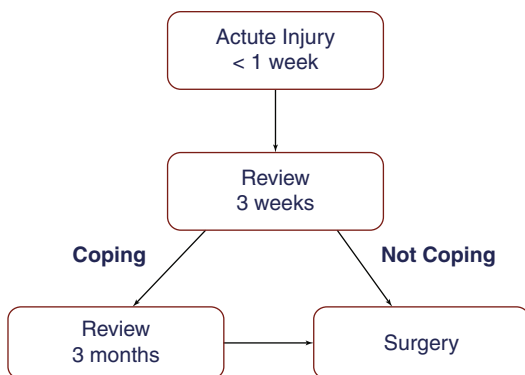 Actute Injury
< 1 week
Review
3 weeks
Coping
Not Coping
Review
3 months
Surgery